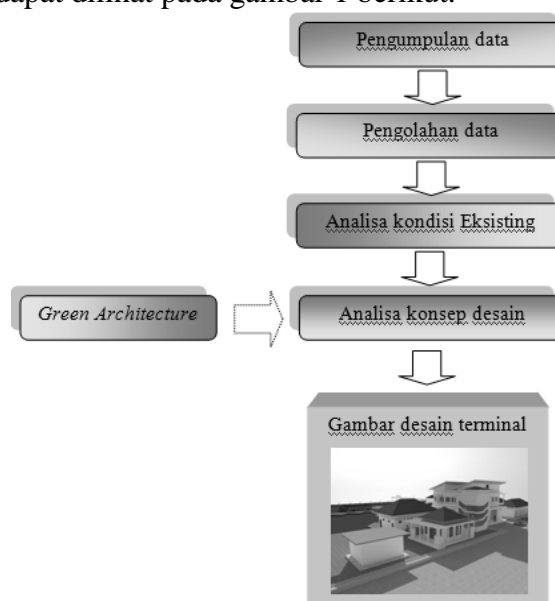 dapat dilihat pada gambar 1 berikut.
Pengumpulan data
Pengolahan data
Analisa kondisi Eksisting
Green Architecture
Analisa konsep desain
Gambar desain terminal